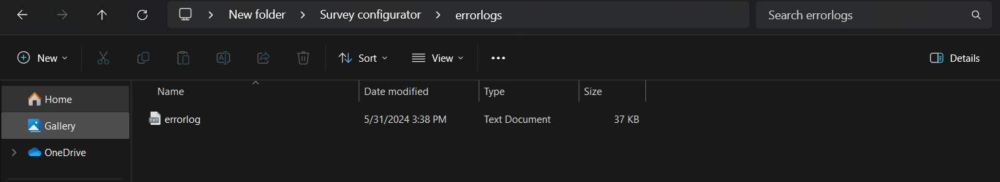 New folder > Survey configurator > errorlogs
Search errorlogs
New
Sort
View
Details
Name Date modified Type Size
errorlog 5/31/2024 3:38 PM Text Document 37 KB
Home
Gallery
OneDrive